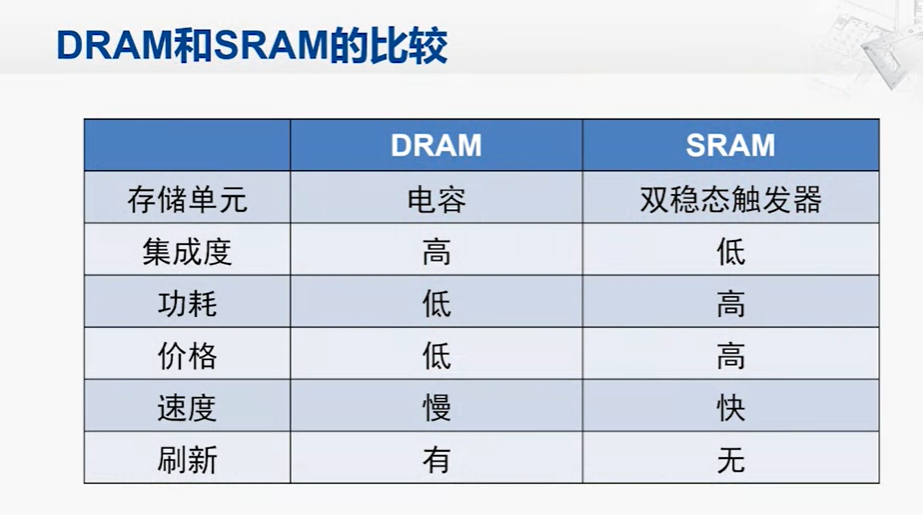 DRAM和SRAM的比较
DRAM SRAM
存储单元 电容 双稳态触发器
集成度 高 低
功耗 低 高
价格 低 高
速度 慢 快
刷新 有 无